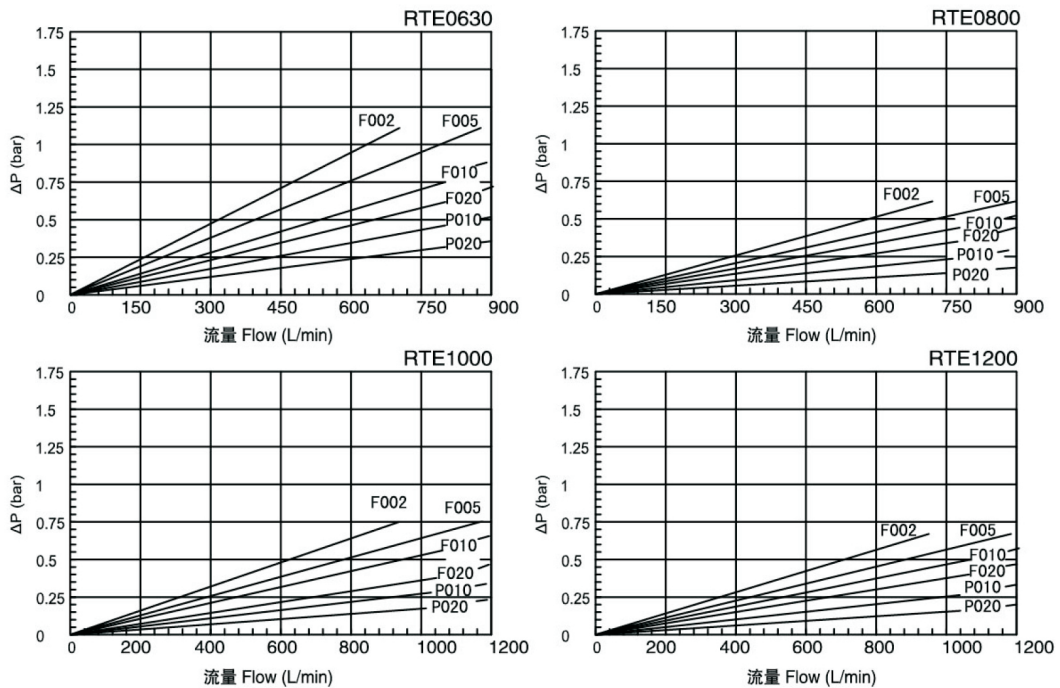 RTE0630
1.75
1.5
1.25
1
0.75
0.5
0.25
0
ΔP (bar)
F002
F005
F010
F020
P010
P020
0 150 300 450 600 750 900
流量 Flow (L/min)
RTE0800
1.75
1.5
1.25
1
0.75
0.5
0.25
0
ΔP (bar)
F002
F005
F010
F020
P010
P020
0 150 300 450 600 750 900
流量 Flow (L/min)
RTE1000
1.75
1.5
1.25
1
0.75
0.5
0.25
0
ΔP (bar)
F002
F005
F010
F020
P010
P020
0 200 400 600 800 1000 1200
流量 Flow (L/min)
RTE1200
1.75
1.5
1.25
1
0.75
0.5
0.25
0
ΔP (bar)
F002
F005
F010
F020
P010
P020
0 200 400 600 800 1000 1200
流量 Flow (L/min)